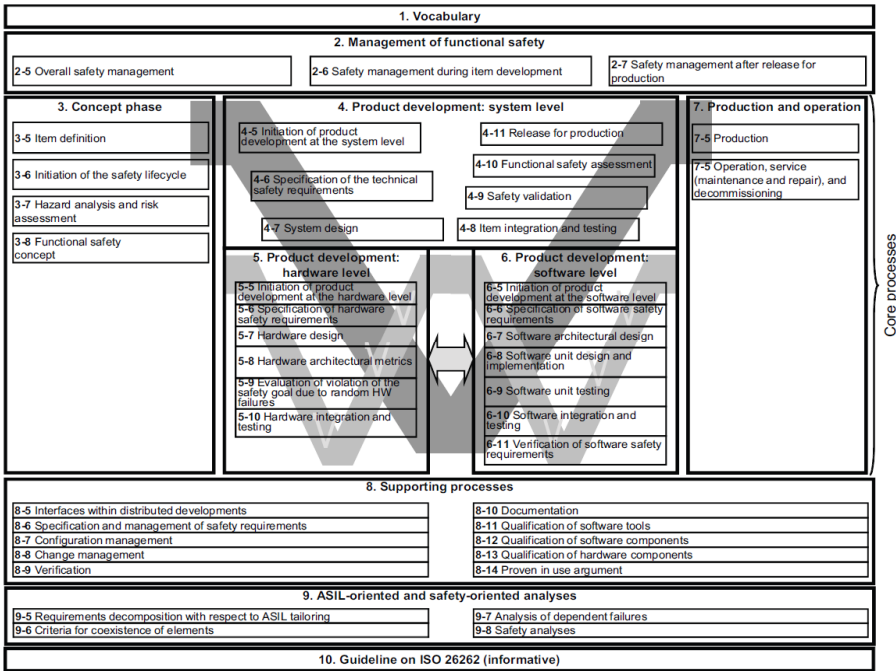 1. Vocabulary
2. Management of functional safety
2-5 Overall safety management
2-6 Safety management during item development
2-7 Safety management after release for
production
3. Concept phase
3-5 Item definition
3-6 Initiation of the safety lifecycle
3-7 Hazard analysis and risk
assessment
3-8 Functional safety
concept
4. Product development: system level
4-5 Initiation of product
development at the system level
4-6 Specification of the technical
safety requirements
4-7 System design
4-11 Release for production
4-10 Functional safety assessment
4-9 Safety validation
4-8 Item integration and testing
5. Product development:
hardware level
5-5 Initiation of product
development at the hardware level
5-6 Specification of hardware
safety requirements
5-7 Hardware design
5-8 Hardware architectural metrics
5-9 Evaluation of violation of the
safety goal due to random HW
failures
5-10 Hardware integration and
testing
6. Product development:
software level
6-5 Initiation of product
development at the software level
6-6 Specification of software safety
requirements
6-7 Software architectural design
6-8 Software unit design and
implementation
6-9 Software unit testing
6-10 Software integration and
testing
6-11 Verification of software safety
requirements
7. Production and operation
7-5 Production
7-5 Operation, service
(maintenance and repair), and
decommissioning
Core processes
8. Supporting processes
8-5 Interfaces within distributed developments
8-6 Specification and management of safety requirements
8-7 Configuration management
8-8 Change management
8-9 Verification
8-10 Documentation
8-11 Qualification of software tools
8-12 Qualification of software components
8-13 Qualification of hardware components
8-14 Proven in use argument
9. ASIL-oriented and safety-oriented analyses
9-5 Requirements decomposition with respect to ASIL tailoring
9-6 Criteria for coexistence of elements
9-7 Analysis of dependent failures
9-8 Safety analyses
10. Guideline on ISO 26262 (informative)